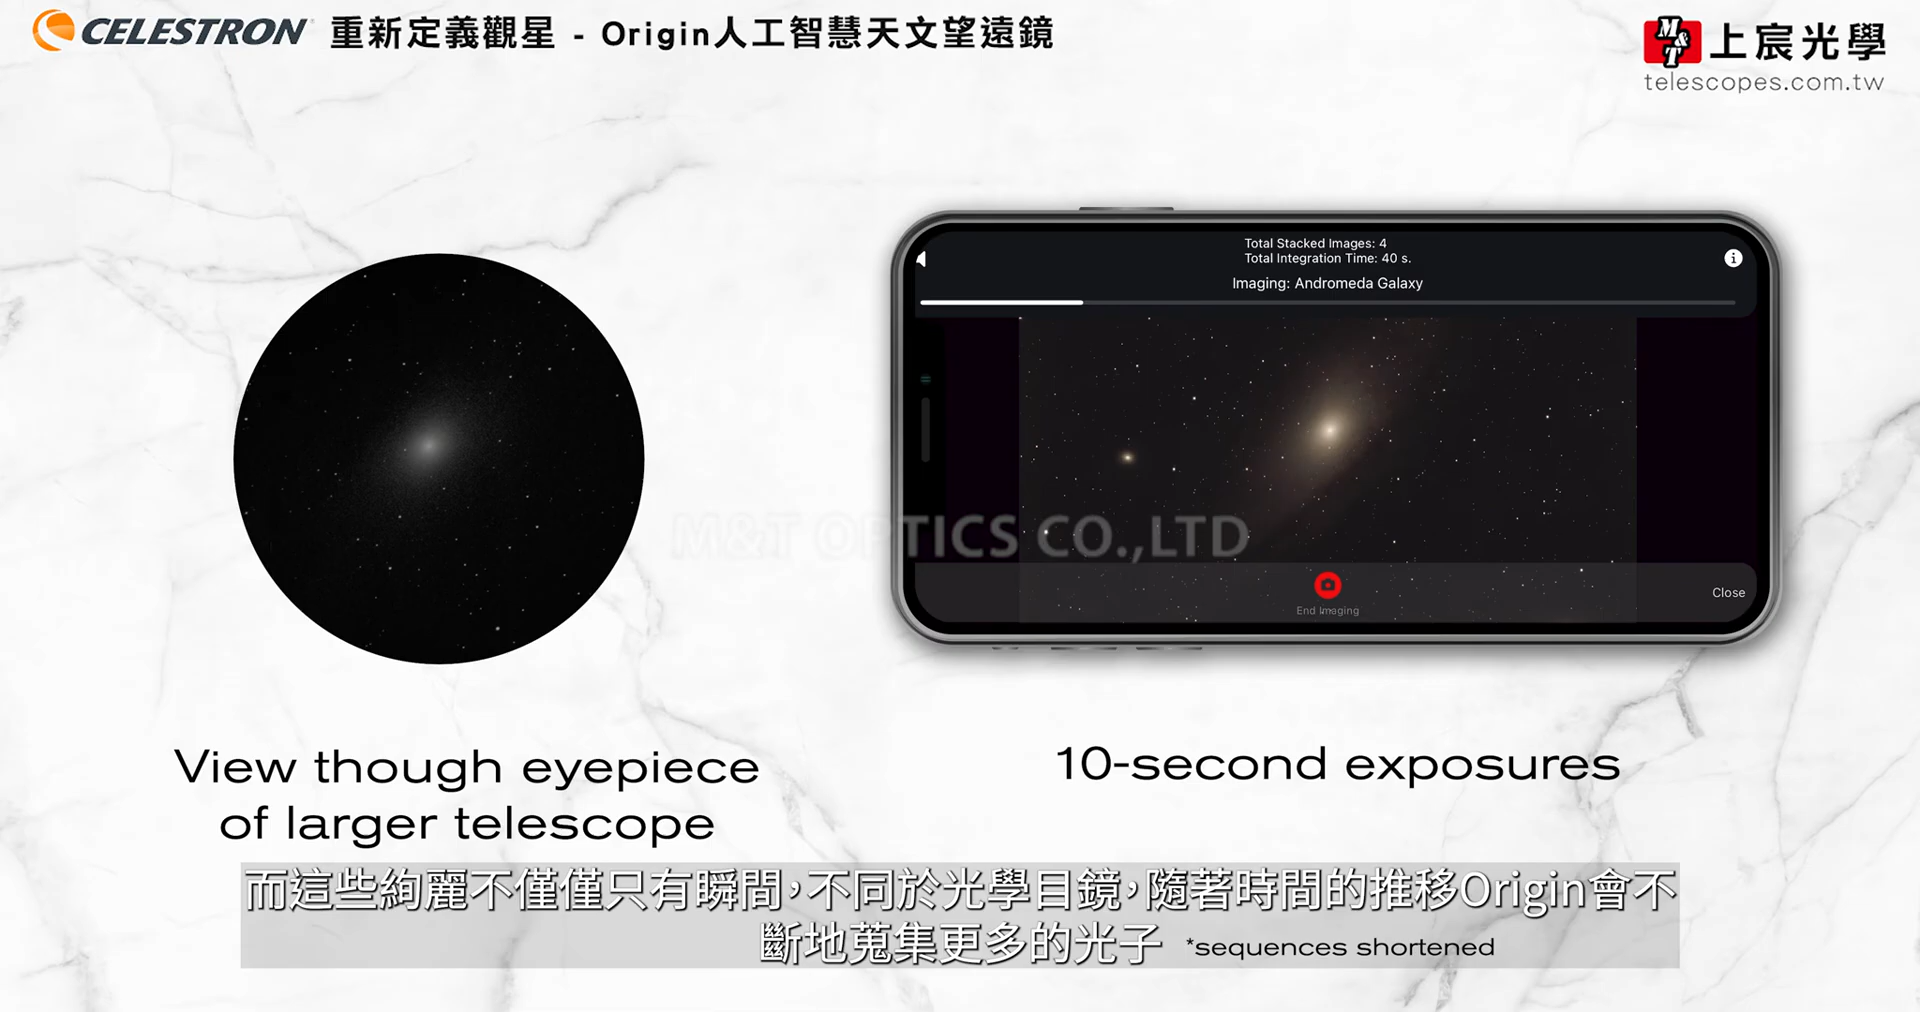 CELESTRON 重新定義觀星 - Origin人工智慧天文望遠鏡
M&T 上宸光學
telescopes.com.tw
Total Stacked Images: 4
Total Integration Time: 40 s.
Imaging: Andromeda Galaxy
M&T OPTICS CO.,LTD
End Imaging
Close
View though eyepiece
of larger telescope
10-second exposures
而這些絢麗不僅僅只有瞬間，不同於光學目鏡，隨著時間的推移Origin會不
斷地蒐集更多的光子
*sequences shortened